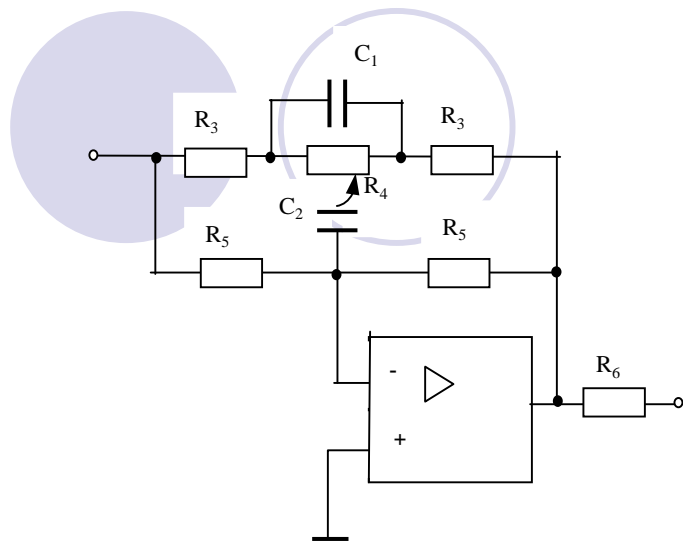 C₁
R₃ R₃
R₄
C₂
R₅ R₅
-
+
R₆